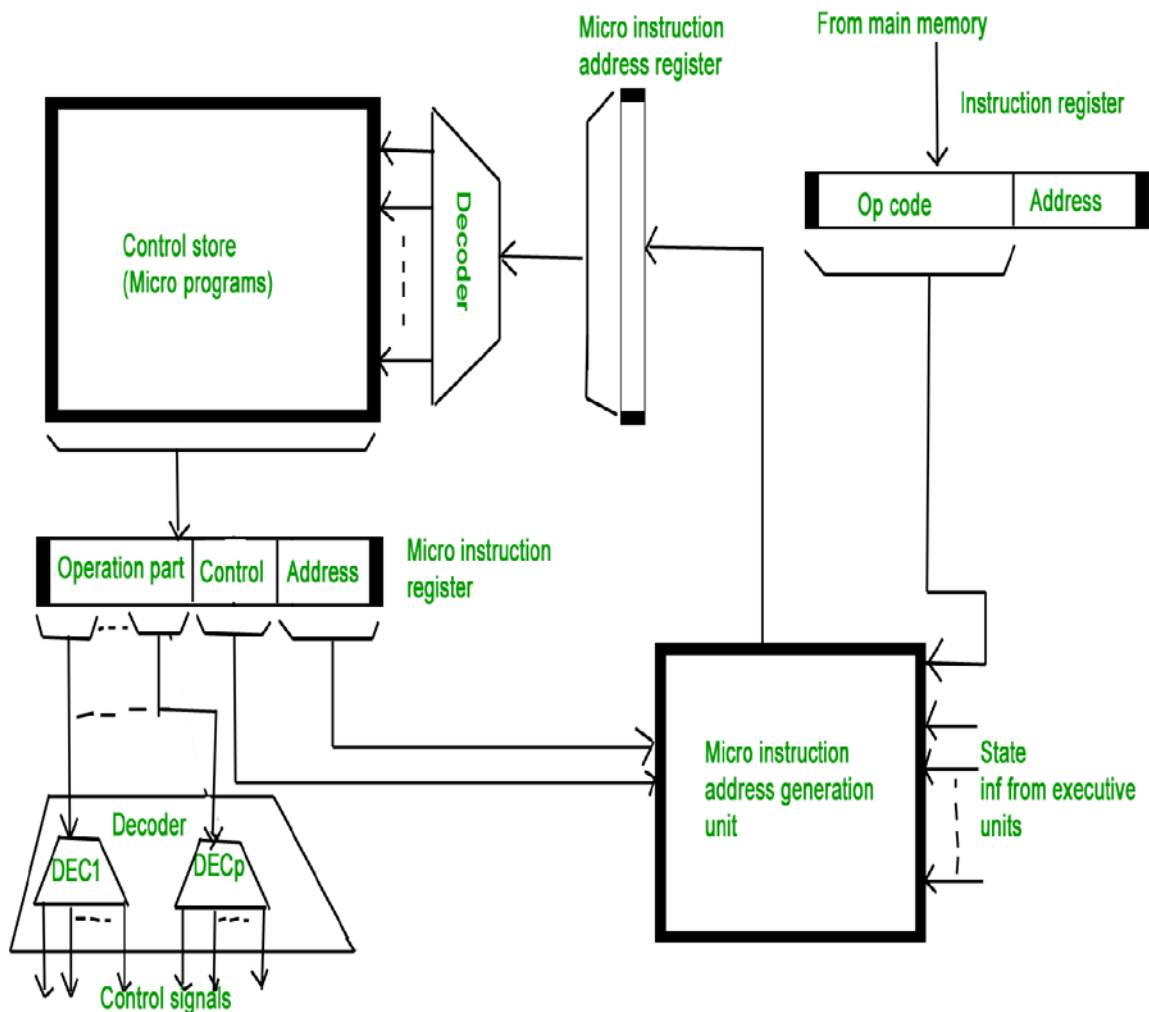 Micro instruction
address register
From main memory
Instruction register
Op code
Address
Decoder
Control store
(Micro programs)
Operation part
Control
Address
Micro instruction
register
Micro instruction
address generation
unit
State
inf from executive
units
Decoder
DEC1
DECp
Control signals